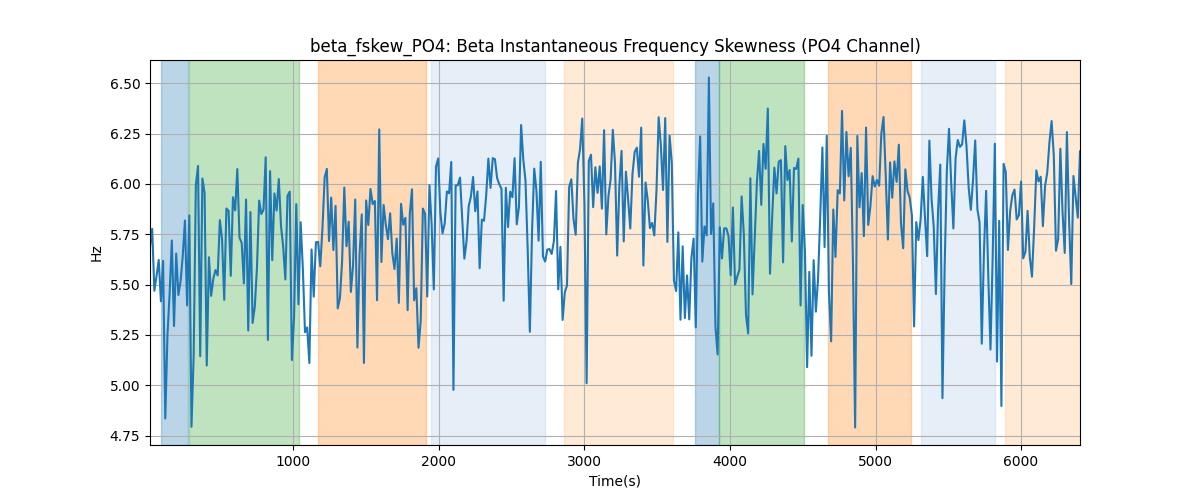 beta_fskew_PO4: Beta Instantaneous Frequency Skewness (PO4 Channel)
6.50
6.25
6.00
5.75
5.50
5.25
5.00
4.75
Hz
1000 2000 3000 4000 5000 6000
Time(s)